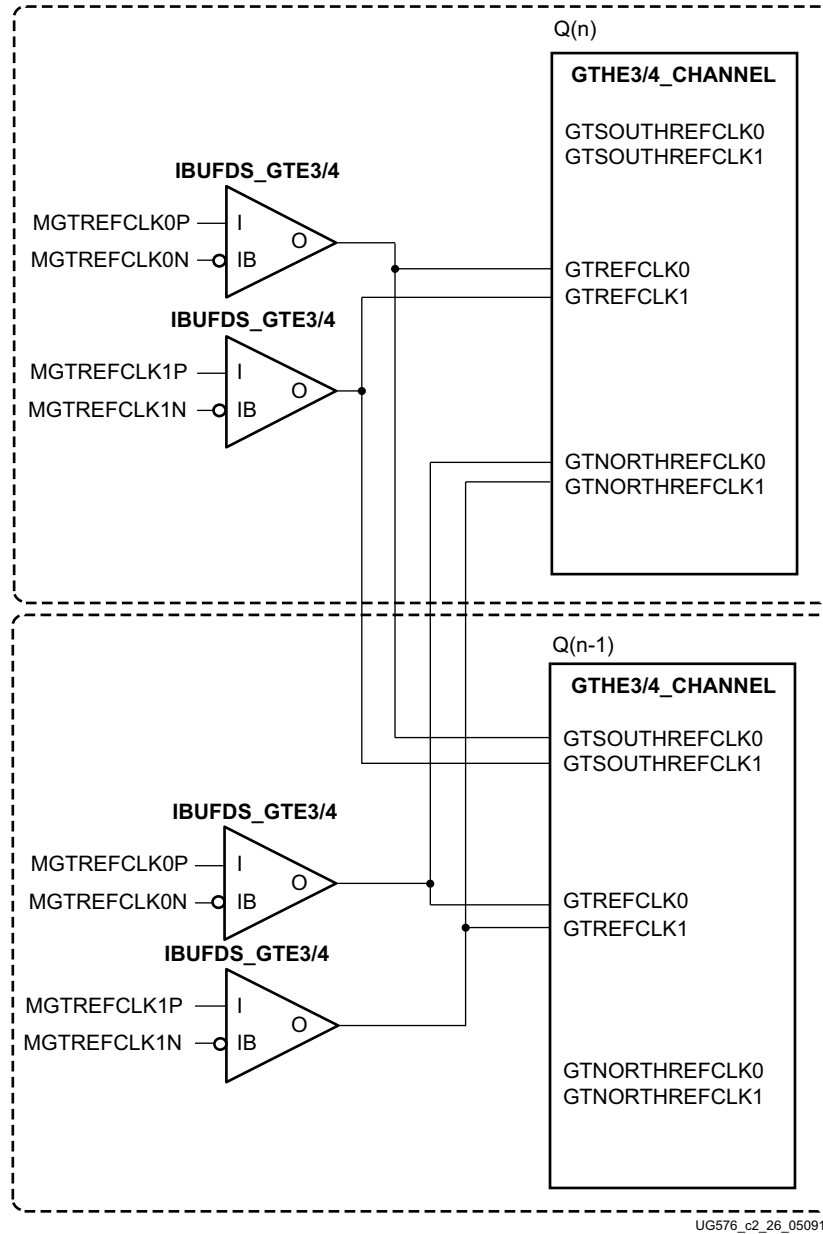 Q(n)
GTHE3/4_CHANNEL
GTSOUTHREFCLK0
GTSOUTHREFCLK1
IBUFDS_GTE3/4
MGTREFCLK0P
I
O
MGTREFCLK0N
IB
GTREFCLK0
GTREFCLK1
IBUFDS_GTE3/4
MGTREFCLK1P
I
O
MGTREFCLK1N
IB
GTNORTHREFCLK0
GTNORTHREFCLK1
Q(n-1)
GTHE3/4_CHANNEL
GTSOUTHREFCLK0
GTSOUTHREFCLK1
IBUFDS_GTE3/4
MGTREFCLK0P
I
O
MGTREFCLK0N
IB
GTREFCLK0
GTREFCLK1
IBUFDS_GTE3/4
MGTREFCLK1P
I
O
MGTREFCLK1N
IB
GTNORTHREFCLK0
GTNORTHREFCLK1
UG576_c2_26_05091